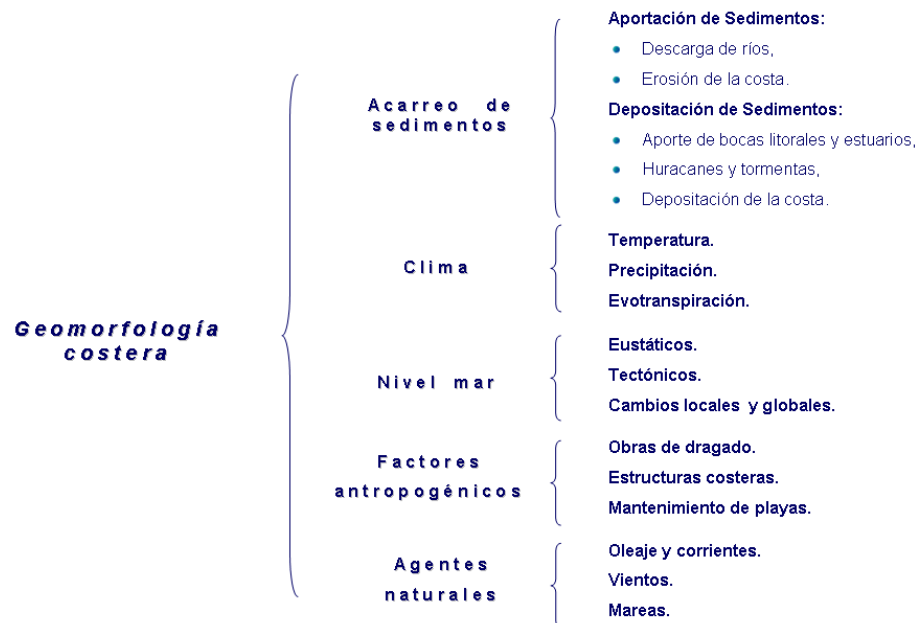 Geomorfología
costera
Acarreo de
sedimentos
Aportación de Sedimentos:
Descarga de ríos,
Erosión de la costa.
Depositación de Sedimentos:
Aporte de bocas litorales y estuarios,
Huracanes y tormentas,
Depositación de la costa.
Clima
Temperatura.
Precipitación.
Evotranspiración.
Nivel mar
Eustáticos.
Tectónicos.
Cambios locales y globales.
Factores
antropogénicos
Obras de dragado.
Estructuras costeras.
Mantenimiento de playas.
Agentes
naturales
Oleaje y corrientes.
Vientos.
Mareas.